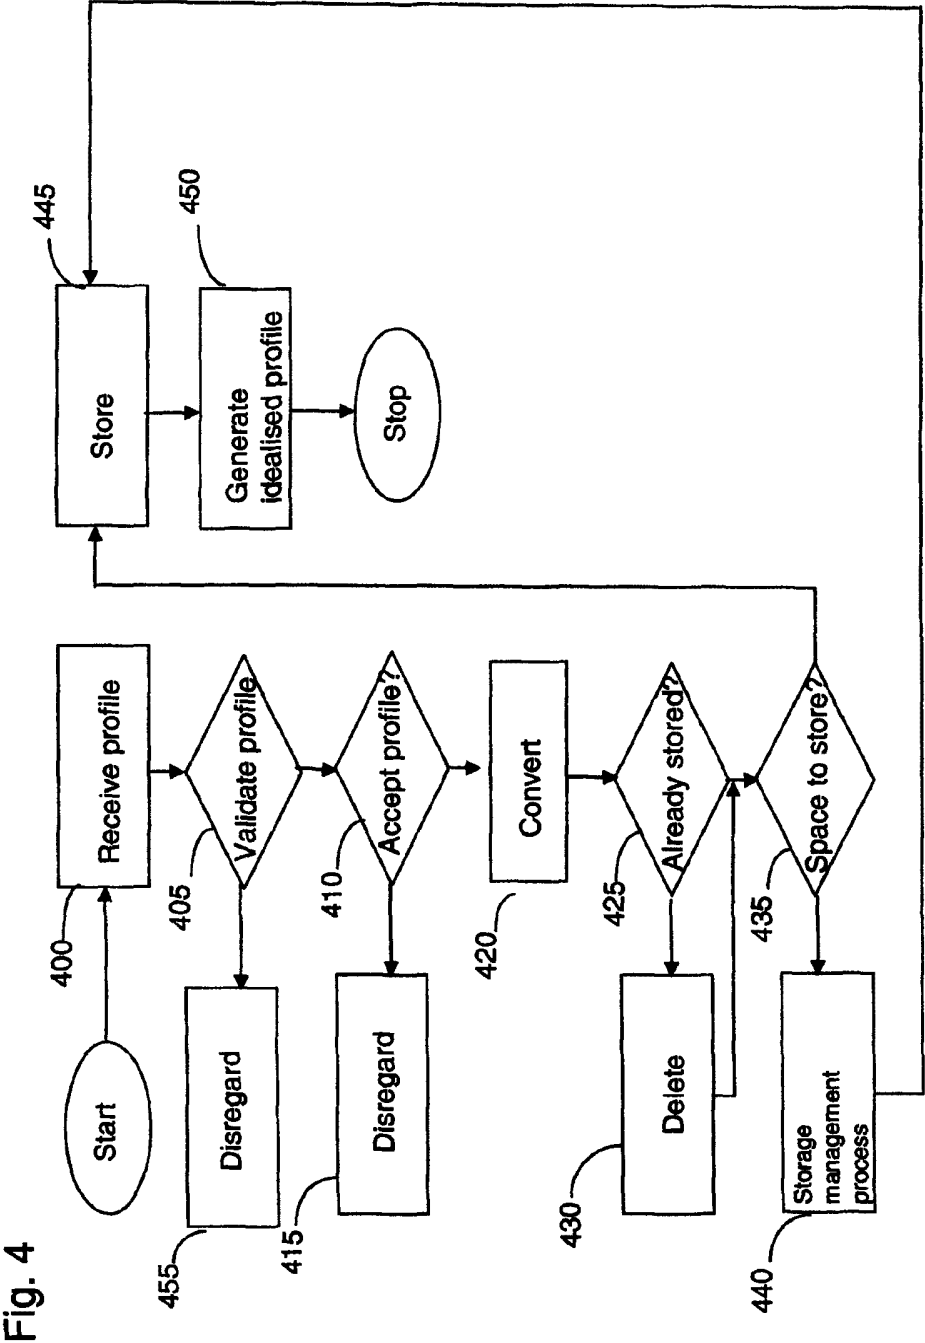 Fig. 4
Start
400
Receive profile
445
Store
455
Disregard
405
Validate profile
450
Generate
idealised profile
415
Disregard
410
Accept profile?
Stop
420
Convert
430
Delete
425
Already stored?
440
Storage
management
process
435
Space to store?